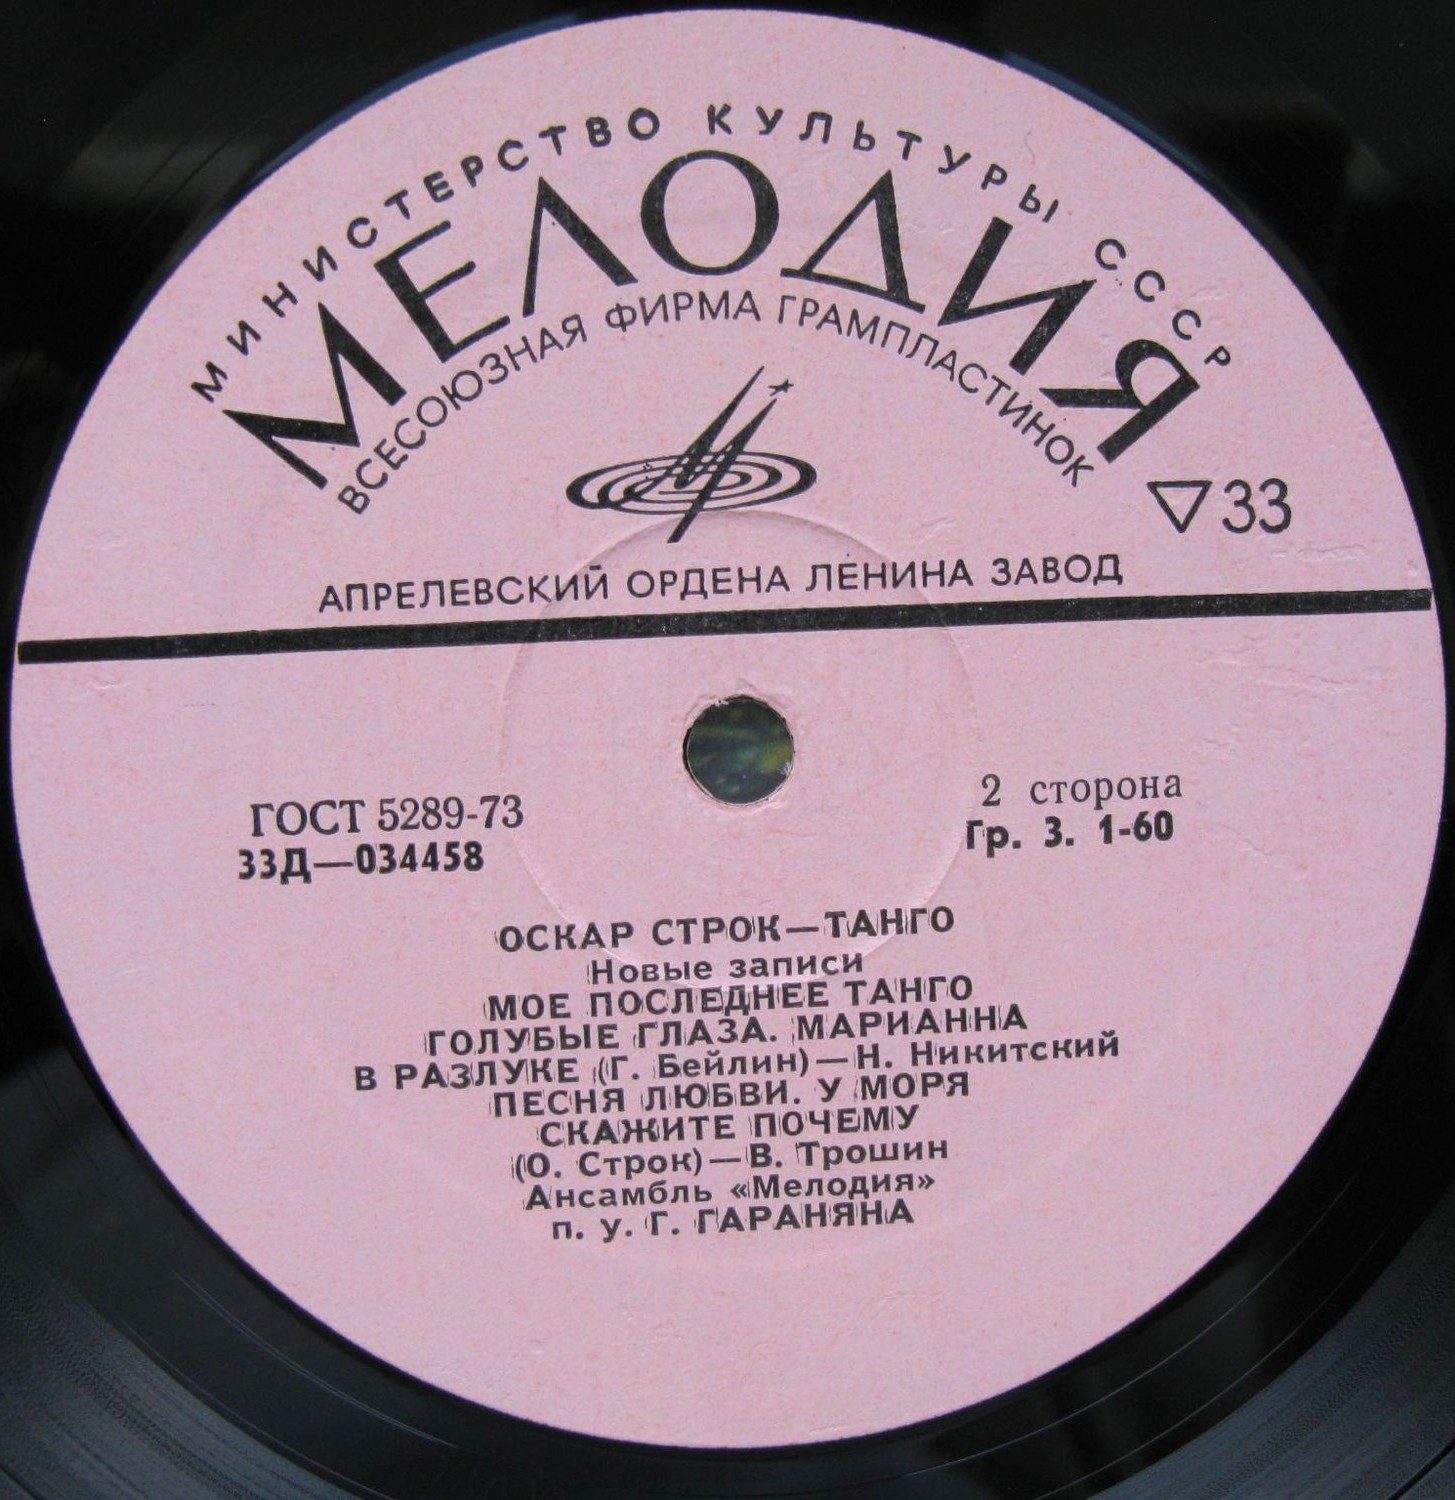 МИНИСТЕРСТВО КУЛЬТУРЫ СССР
МЕЛОДИЯ
ВСЕСОЮЗНАЯ ФИРМА ГРАМПЛАСТИНОК
33
АПРЕЛЕВСКИЙ ОРДЕНА ЛЕНИНА ЗАВОД
ГОСТ 5289-73
33Д—034458
2 сторона
Гр. 3. 1-60
ОСКАР СТРОК—ТАНГО
Новые записи
МОЕ ПОСЛЕДНЕЕ ТАНГО
ГОЛУБЫЕ ГЛАЗА. МАРИАННА
В РАЗЛУКЕ (Г. Бейлин)—Н. Никитский
ПЕСНЯ ЛЮБВИ. У МОРЯ
СКАЖИТЕ ПОЧЕМУ
(О. Строк)—В. Трошин
Ансамбль «Мелодия»
п. у. Г. ГАРАНЯНА